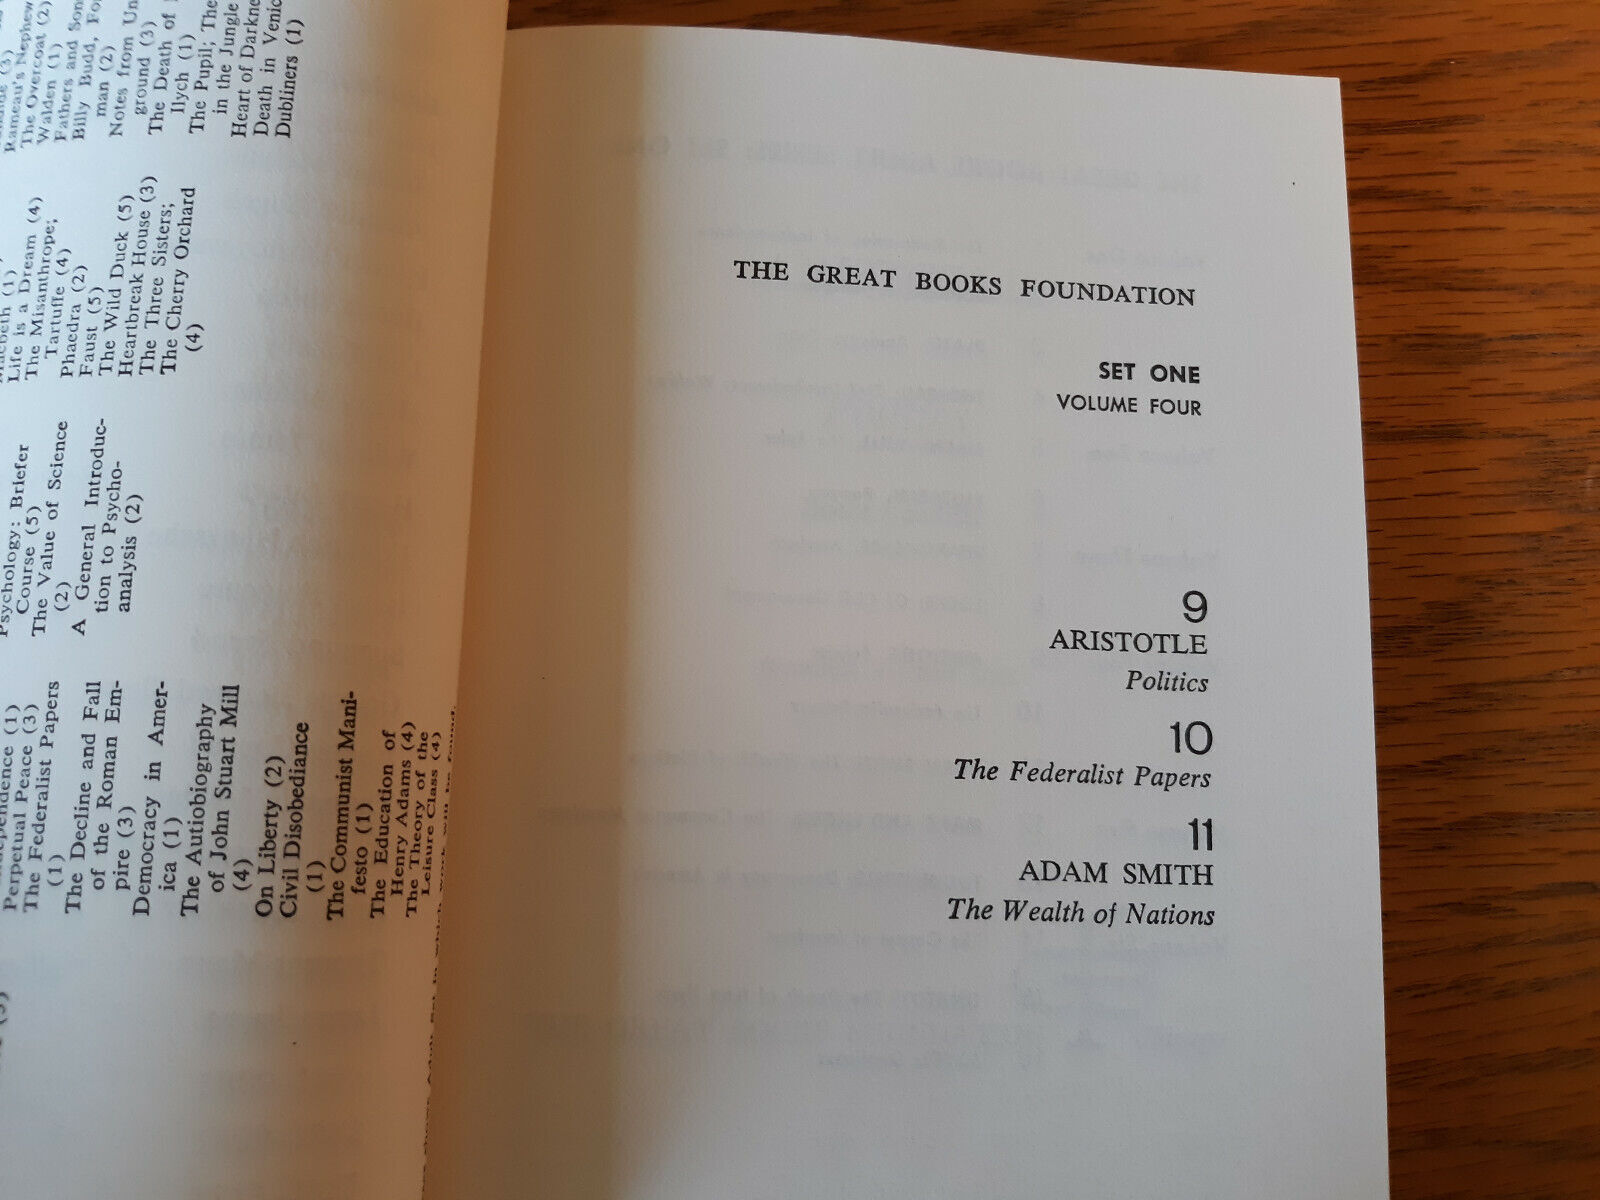 THE GREAT BOOKS FOUNDATION
SET ONE
VOLUME FOUR
9
ARISTOTLE
Politics
10
The Federalist Papers
11
ADAM SMITH
The Wealth of Nations
Perpetual Peace (3)
The Federalist Papers
(1)
The Decline and Fall
of the Roman Em-
pire (3)
Democracy in Amer-
ica (1)
The Autiobiography
of John Stuart Mill
(4)
On Liberty (2)
Civil Disobediance
(1)
The Communist Mani-
festo (1)
The Education of
Henry Adams (4)
The Theory of the
Leisure Class (4)
Psychology: Briefer
Course (5)
The Value of Science
(2)
A General Introduc-
tion to Psycho-
analysis (2)
Life is a Dream (4)
The Misanthrope;
Tartuffe (4)
Phaedra (2)
Faust (5)
The Wild Duck (5)
Heartbreak House (3)
The Three Sisters;
The Cherry Orchard
(4)
Rameau's Nephew
The Overcoat (2)
Walden (1)
Fathers and Son
Billy Budd, Fo
man (2)
Notes from Un
ground (3)
The Death of
Ilych (1)
The Pupil; The
in the Jungle
Heart of Darkne
Death in Venic
Dubliners (1)